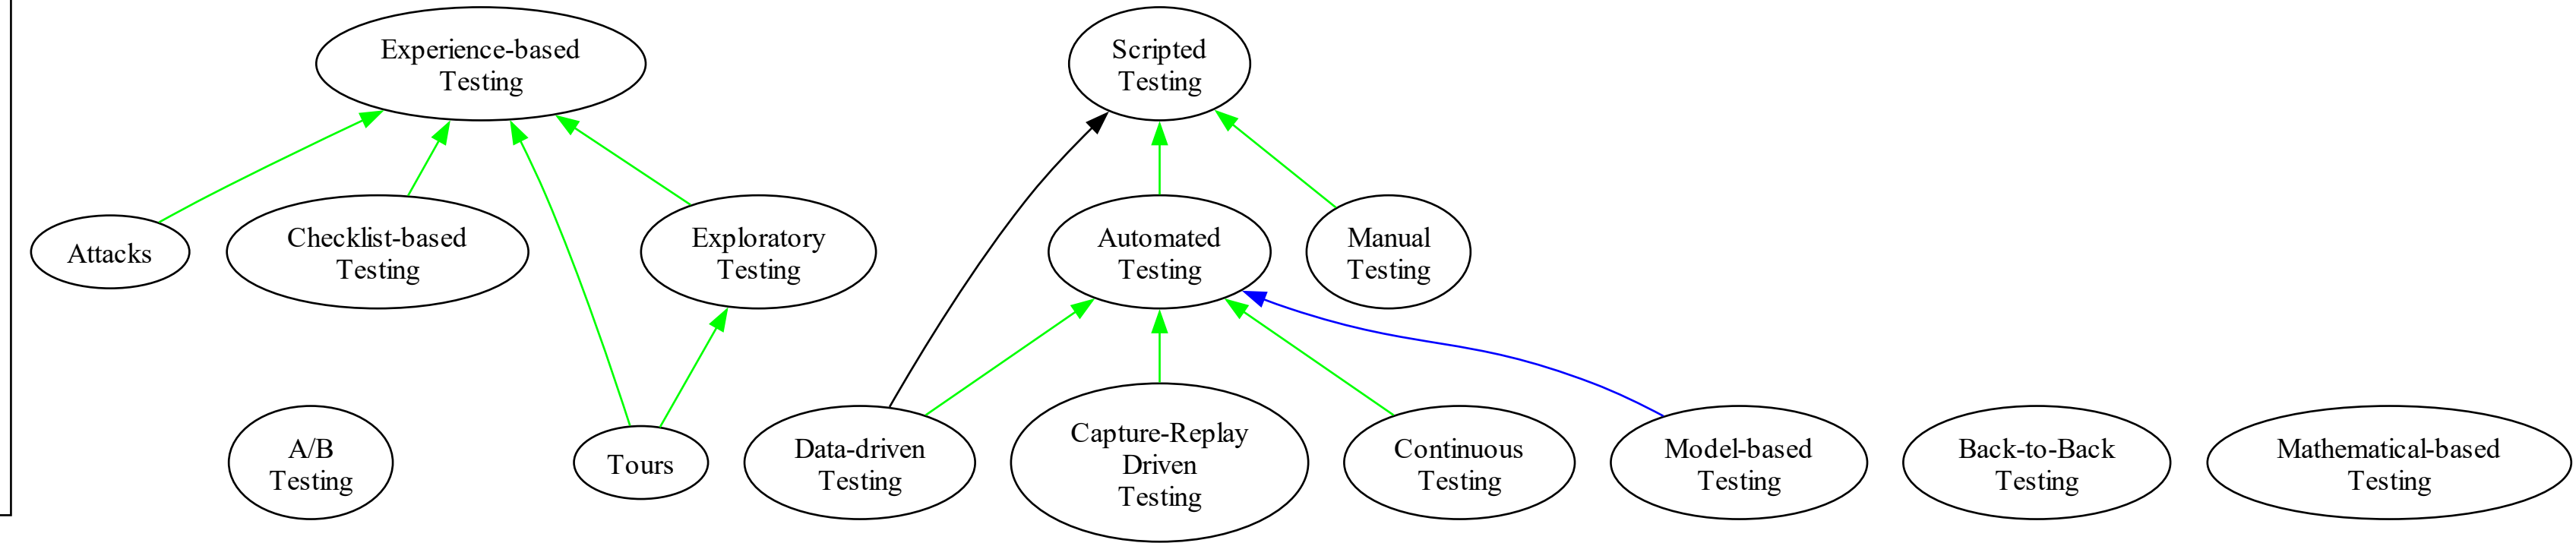 Experience-based
Testing
Scripted
Testing
Attacks
Checklist-based
Testing
Exploratory
Testing
Automated
Testing
Manual
Testing
A/B
Testing
Tours
Data-driven
Testing
Capture-Replay
Driven
Testing
Continuous
Testing
Model-based
Testing
Back-to-Back
Testing
Mathematical-based
Testing